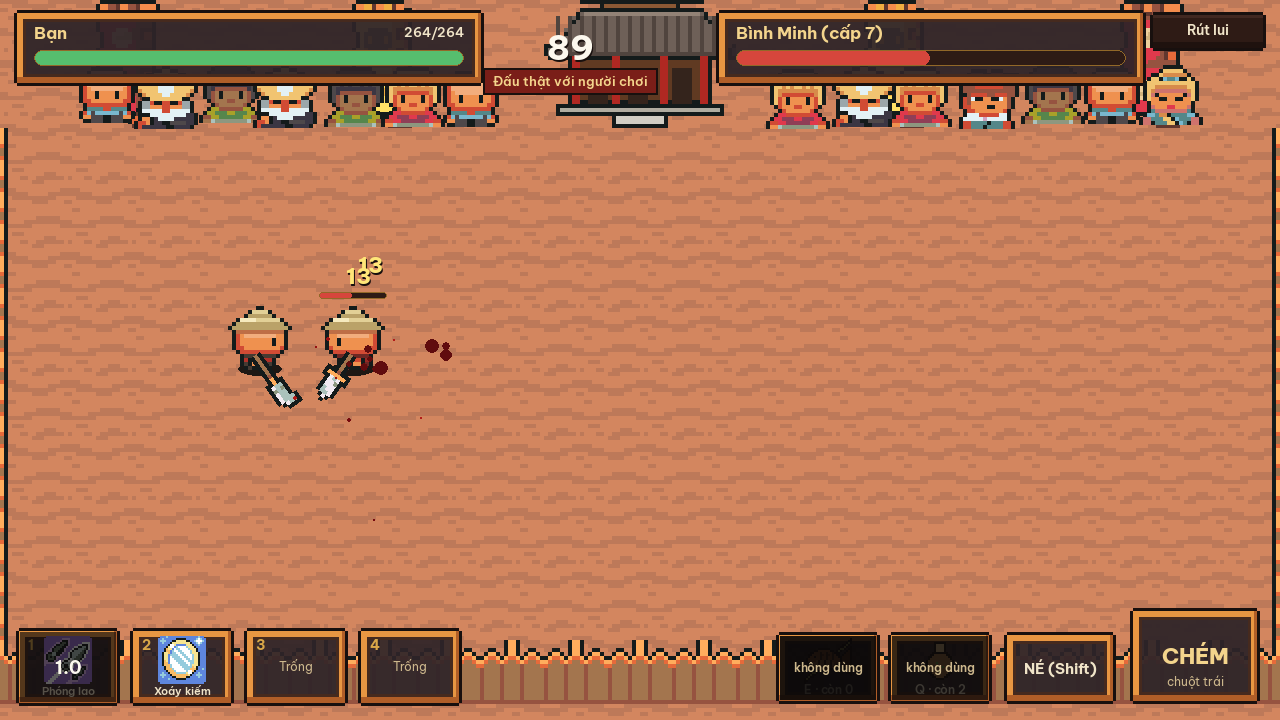 Bạn
264/264
89
Đấu thật với người chơi
Bình Minh (cấp 7)
Rút lui
13
13
1
1.0
Phóng lao
2
Xoáy kiếm
3
Trống
4
Trống
không dùng
E · còn 0
không dùng
Q · còn 2
NÉ (Shift)
CHÉM
chuột trái